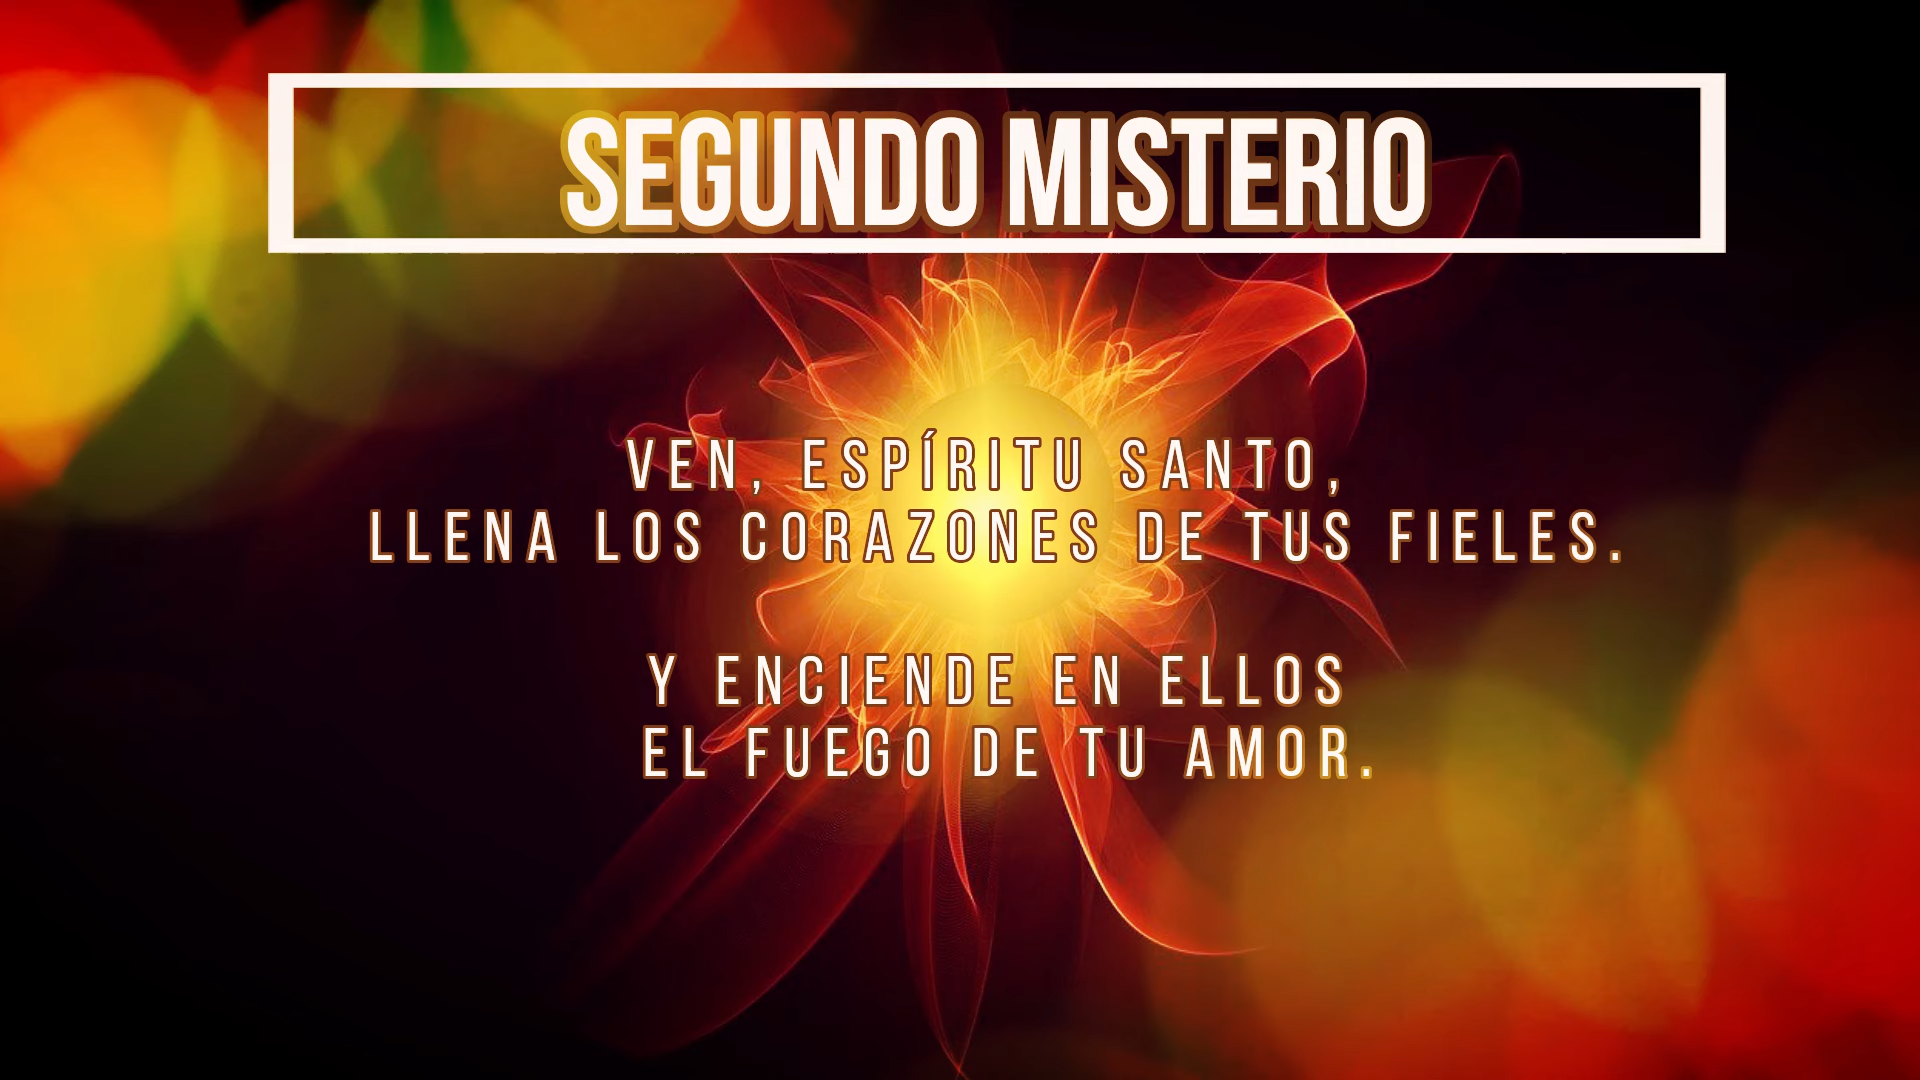 SEGUNDO MISTERIO
VEN, ESPÍRITU SANTO,
LLENA LOS CORAZONES DE TUS FIELES.
Y ENCIENDE EN ELLOS
EL FUEGO DE TU AMOR.